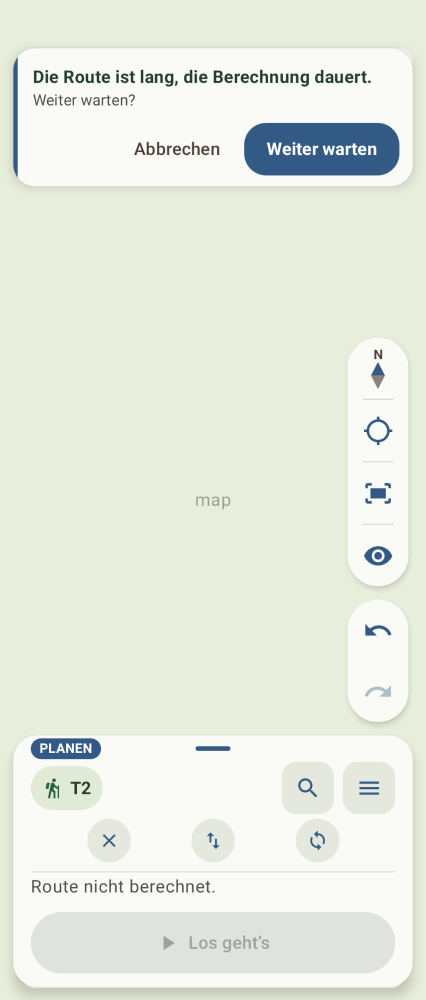 Die Route ist lang, die Berechnung dauert.
Weiter warten?
Abbrechen
Weiter warten
N
map
PLANEN
T2
Route nicht berechnet.
Los geht's